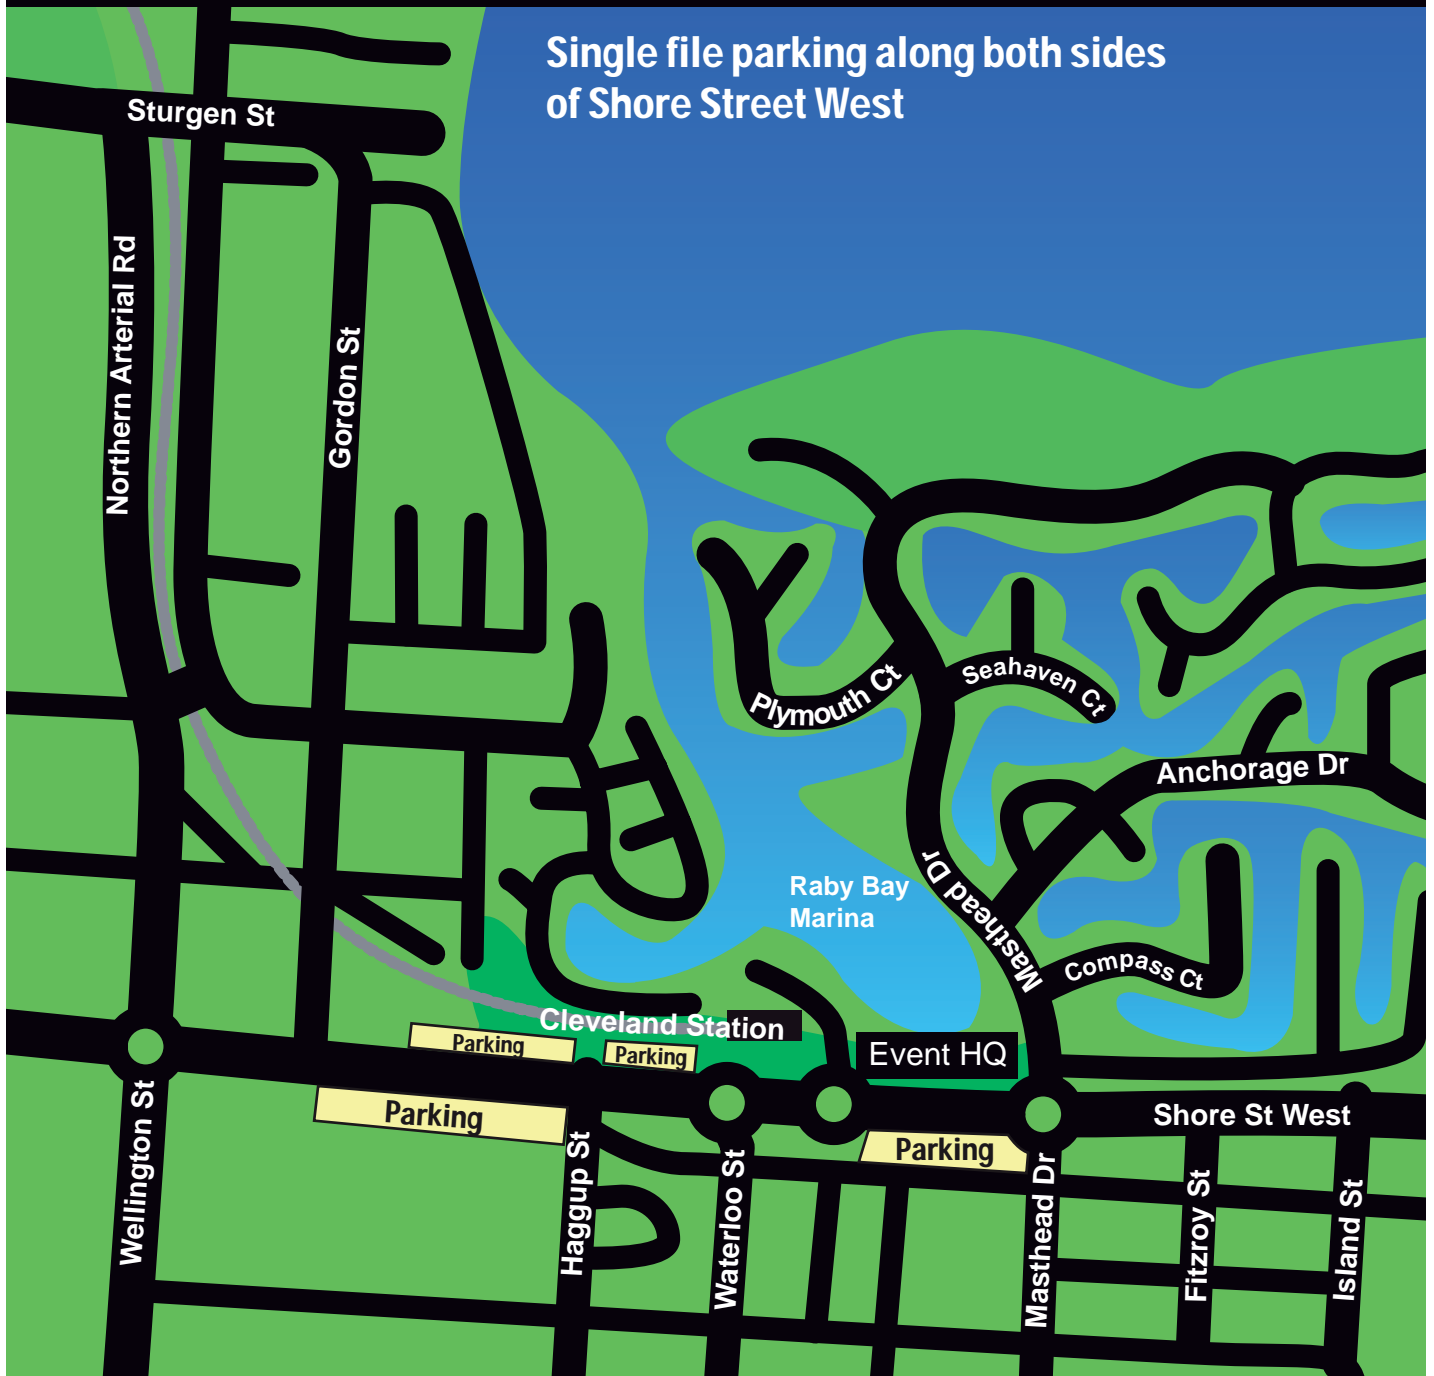 Single file parking along both sides
of Shore Street West
Sturgen St
Northern Arterial Rd
Gordon St
Plymouth Ct
Seahaven Ct
Anchorage Dr
Raby Bay
Marina
Masthead Dr
Compass Ct
Cleveland Station
Parking
Parking
Event HQ
Parking
Parking
Shore St West
Wellington St
Haggup St
Waterloo St
Masthead Dr
Fitzroy St
Island St